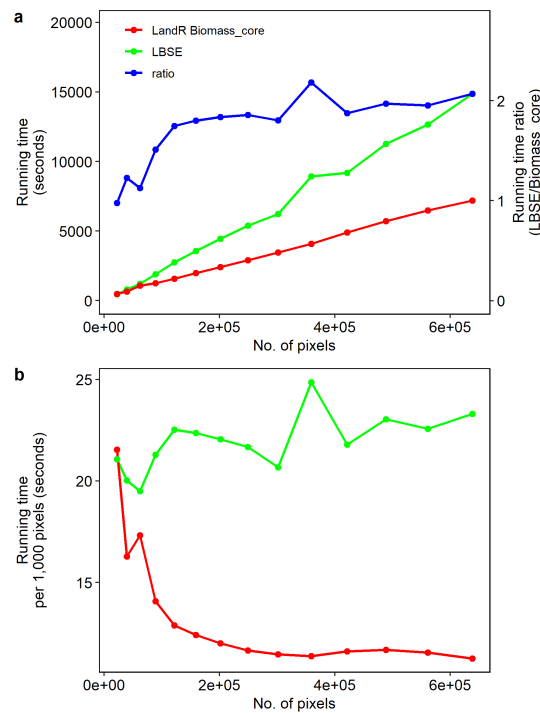 a
LandR Biomass_core
LBSE
ratio
20000
15000
10000
5000
0
Running time
(seconds)
2
1
0
Running time ratio
(LBSE/Biomass_core)
0e+00
2e+05
4e+05
6e+05
No. of pixels
b
25
20
15
Running time
per 1,000 pixels (seconds)
0e+00
2e+05
4e+05
6e+05
No. of pixels